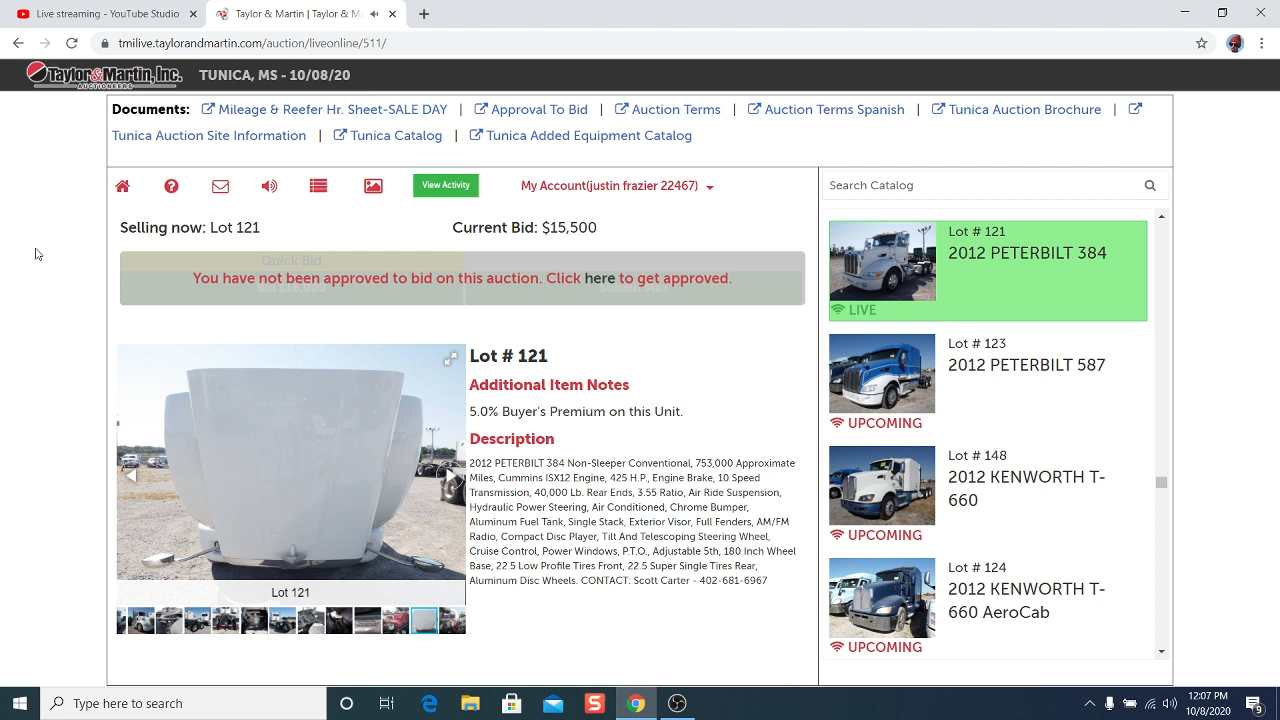 Live streaming - YouTube Studio
Taylor & Martin | Taylor & M
tmilive.taylorandmartin.com/auction/liveonline/511/
Taylor&Martin, Inc.
AUCTIONEERS
TUNICA, MS - 10/08/20
Documents: Mileage & Reefer Hr. Sheet-SALE DAY | Approval To Bid | Auction Terms | Auction Terms Spanish | Tunica Auction Brochure |
Tunica Auction Site Information | Tunica Catalog | Tunica Added Equipment Catalog
View Activity
My Account(justin frazier 22467)
Search Catalog
Selling now: Lot 121
Current Bid: $15,500
Quick Bid
You have not been approved to bid on this auction. Click here to get approved.
Lot # 121
Additional Item Notes
5.0% Buyer's Premium on this Unit.
Description
2012 PETERBILT 384 Non-Sleeper Conventional, 753,000 Approximate
Miles, Cummins ISX12 Engine, 425 H.P., Engine Brake, 10 Speed
Transmission, 40,000 Lb. Rear Ends, 3.55 Ratio, Air Ride Suspension,
Hydraulic Power Steering, Air Conditioned, Chrome Bumper,
Aluminum Fuel Tank, Single Stack, Exterior Visor, Full Fenders, AM/FM
Radio, Compact Disc Player, Tilt And Telescoping Steering Wheel,
Cruise Control, Power Windows, P.T.O., Adjustable 5th, 180 Inch Wheel
Base, 22.5 Low Profile Tires Front, 22.5 Super Single Tires Rear,
Aluminum Disc Wheels. CONTACT: Scott Carter - 402-681-6967
Lot 121
Lot # 121
2012 PETERBILT 384
LIVE
Lot # 123
2012 PETERBILT 587
UPCOMING
Lot # 148
2012 KENWORTH T-
660
UPCOMING
Lot # 124
2012 KENWORTH T-
660 AeroCab
UPCOMING
Type here to search
12:07 PM
10/8/2020
9